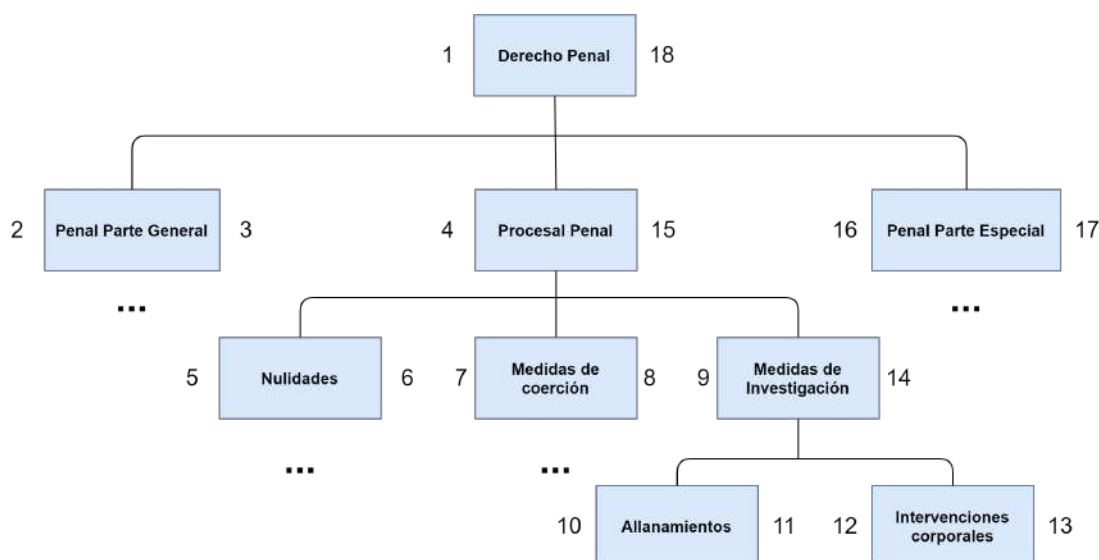 1 Derecho Penal 18
2 Penal Parte General 3 4 Procesal Penal 15 16 Penal Parte Especial 17
... ...
5 Nulidades 6 7 Medidas de coerción 8 9 Medidas de Investigación 14
... ...
10 Allanamientos 11 12 Intervenciones corporales 13